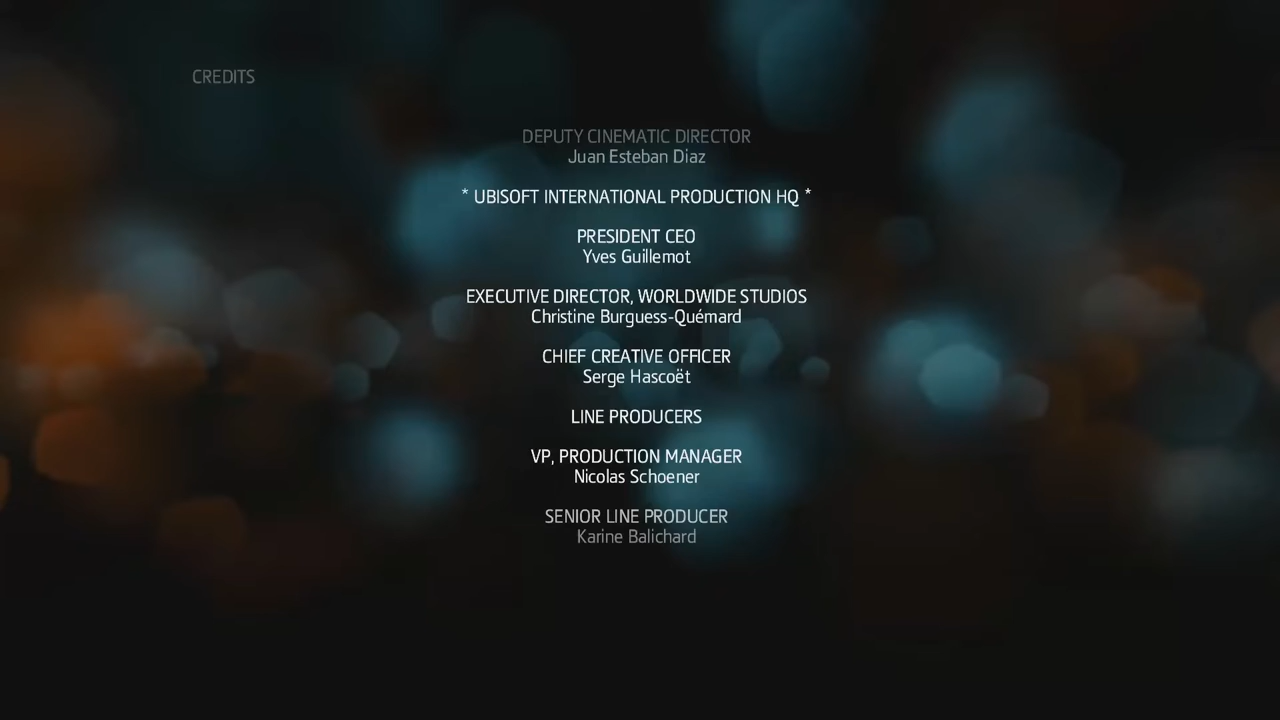 CREDITS
DEPUTY CINEMATIC DIRECTOR
Juan Esteban Diaz
* UBISOFT INTERNATIONAL PRODUCTION HQ *
PRESIDENT CEO
Yves Guillemot
EXECUTIVE DIRECTOR, WORLDWIDE STUDIOS
Christine Burguess-Quémard
CHIEF CREATIVE OFFICER
Serge Hascoët
LINE PRODUCERS
VP, PRODUCTION MANAGER
Nicolas Schoener
SENIOR LINE PRODUCER
Karine Balichard